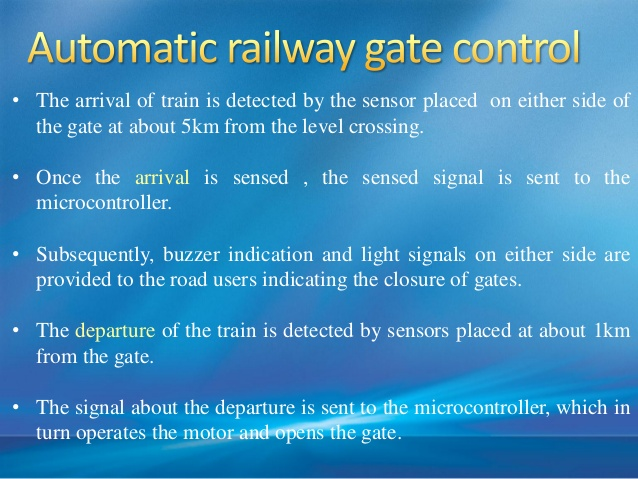 Automatic railway gate control
• The arrival of train is detected by the sensor placed on either side of
the gate at about 5km from the level crossing.
• Once the arrival is sensed , the sensed signal is sent to the
microcontroller.
• Subsequently, buzzer indication and light signals on either side are
provided to the road users indicating the closure of gates.
• The departure of the train is detected by sensors placed at about 1km
from the gate.
• The signal about the departure is sent to the microcontroller, which in
turn operates the motor and opens the gate.